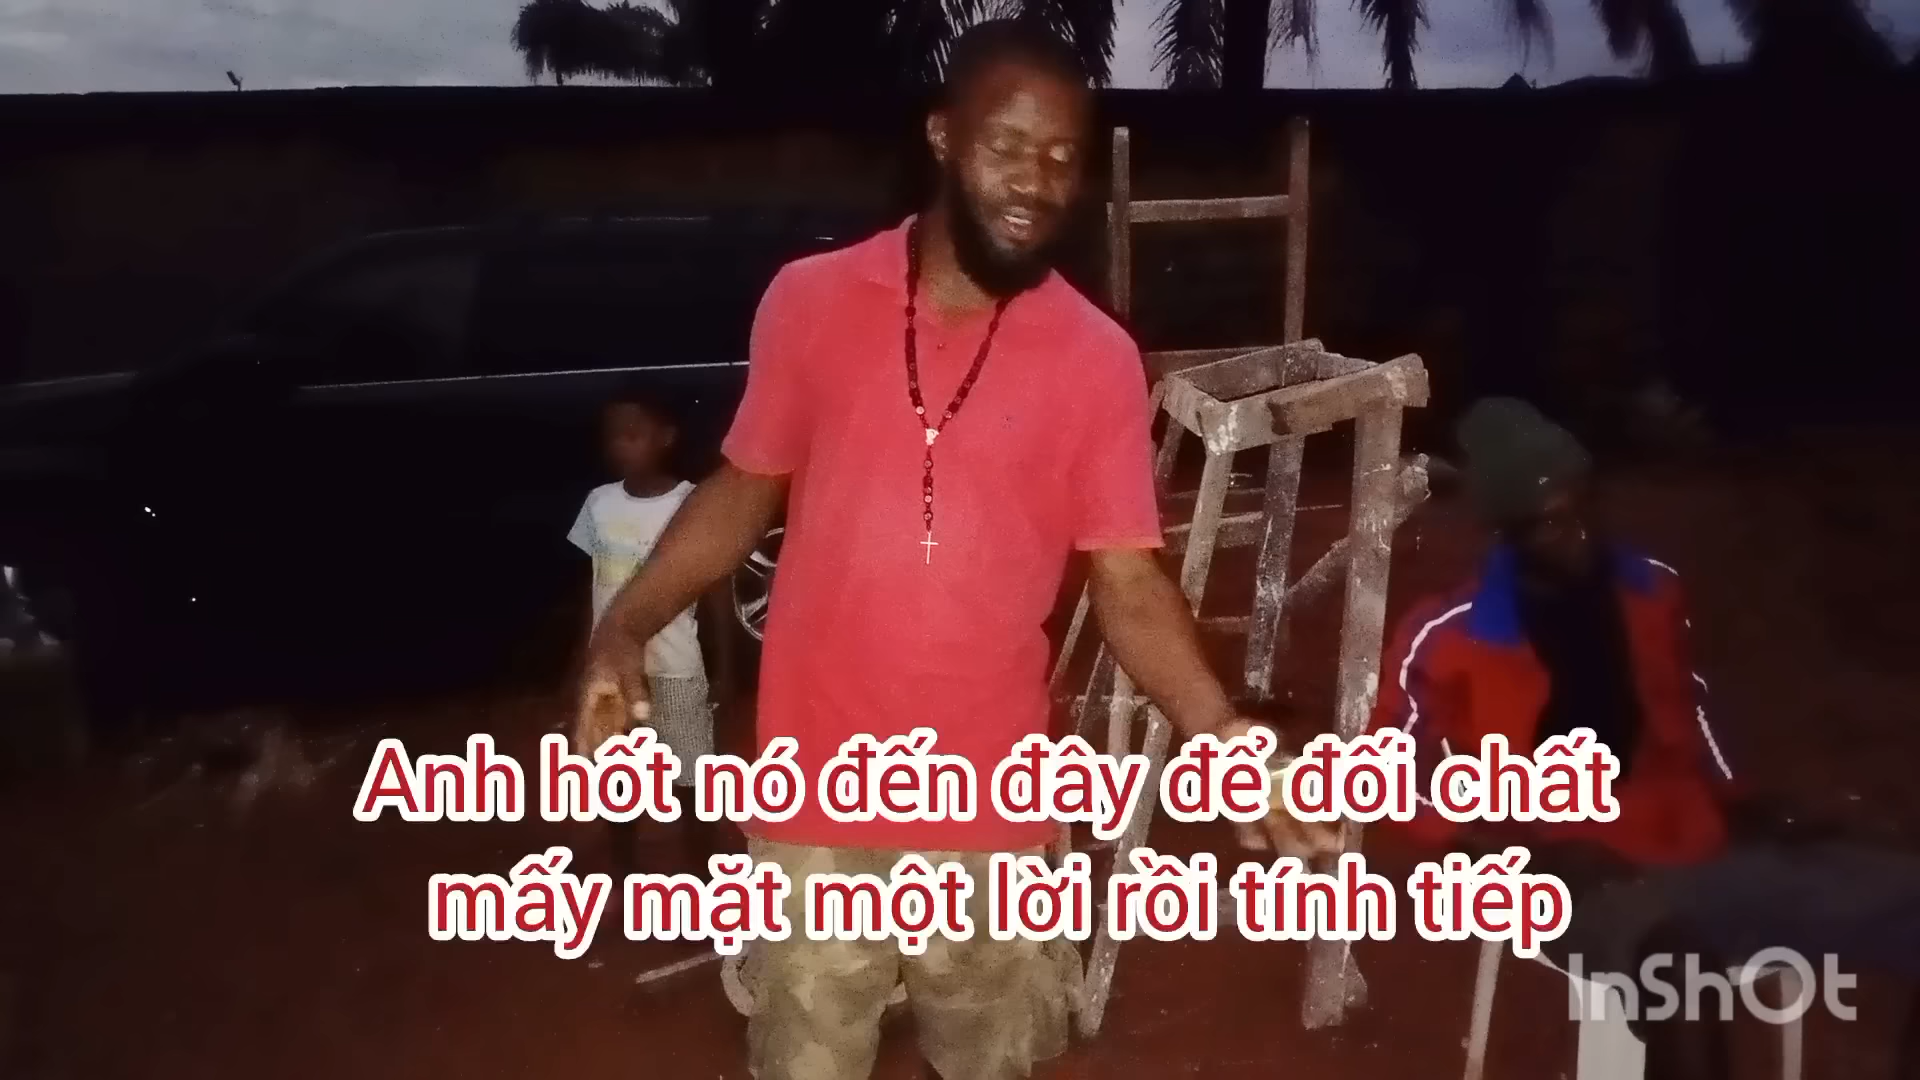 Anh hốt nó đến đây để đối chất
mấy mặt một lời rồi tính tiếp
InShOt